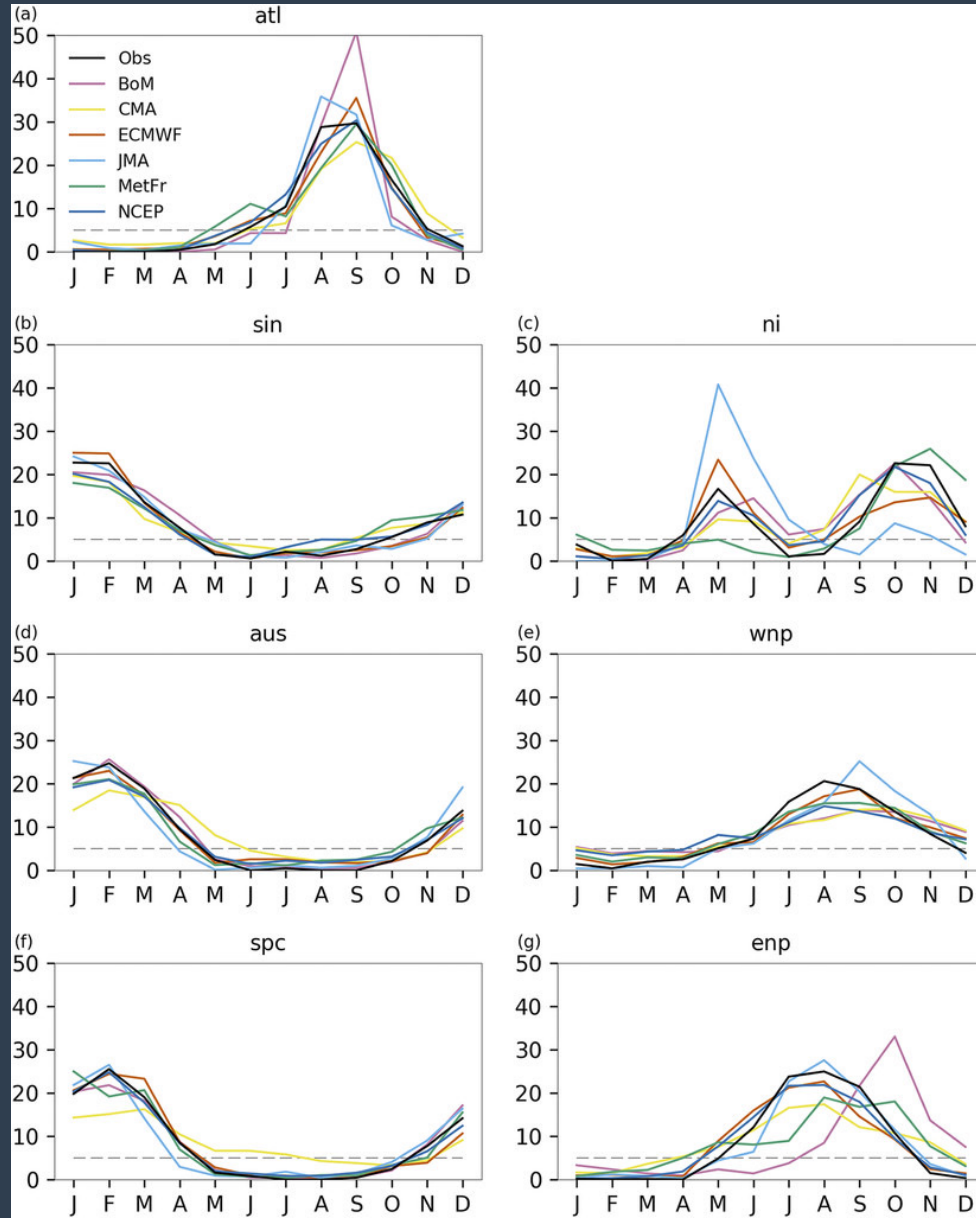 (a) atl
50
40
30
20
10
0
Obs
BoM
CMA
ECMWF
JMA
MetFr
NCEP
J F M A M J J A S O N D
(b) sin
50
40
30
20
10
0
J F M A M J J A S O N D
(c) ni
50
40
30
20
10
0
J F M A M J J A S O N D
(d) aus
50
40
30
20
10
0
J F M A M J J A S O N D
(e) wnp
50
40
30
20
10
0
J F M A M J J A S O N D
(f) spc
50
40
30
20
10
0
J F M A M J J A S O N D
(g) enp
50
40
30
20
10
0
J F M A M J J A S O N D